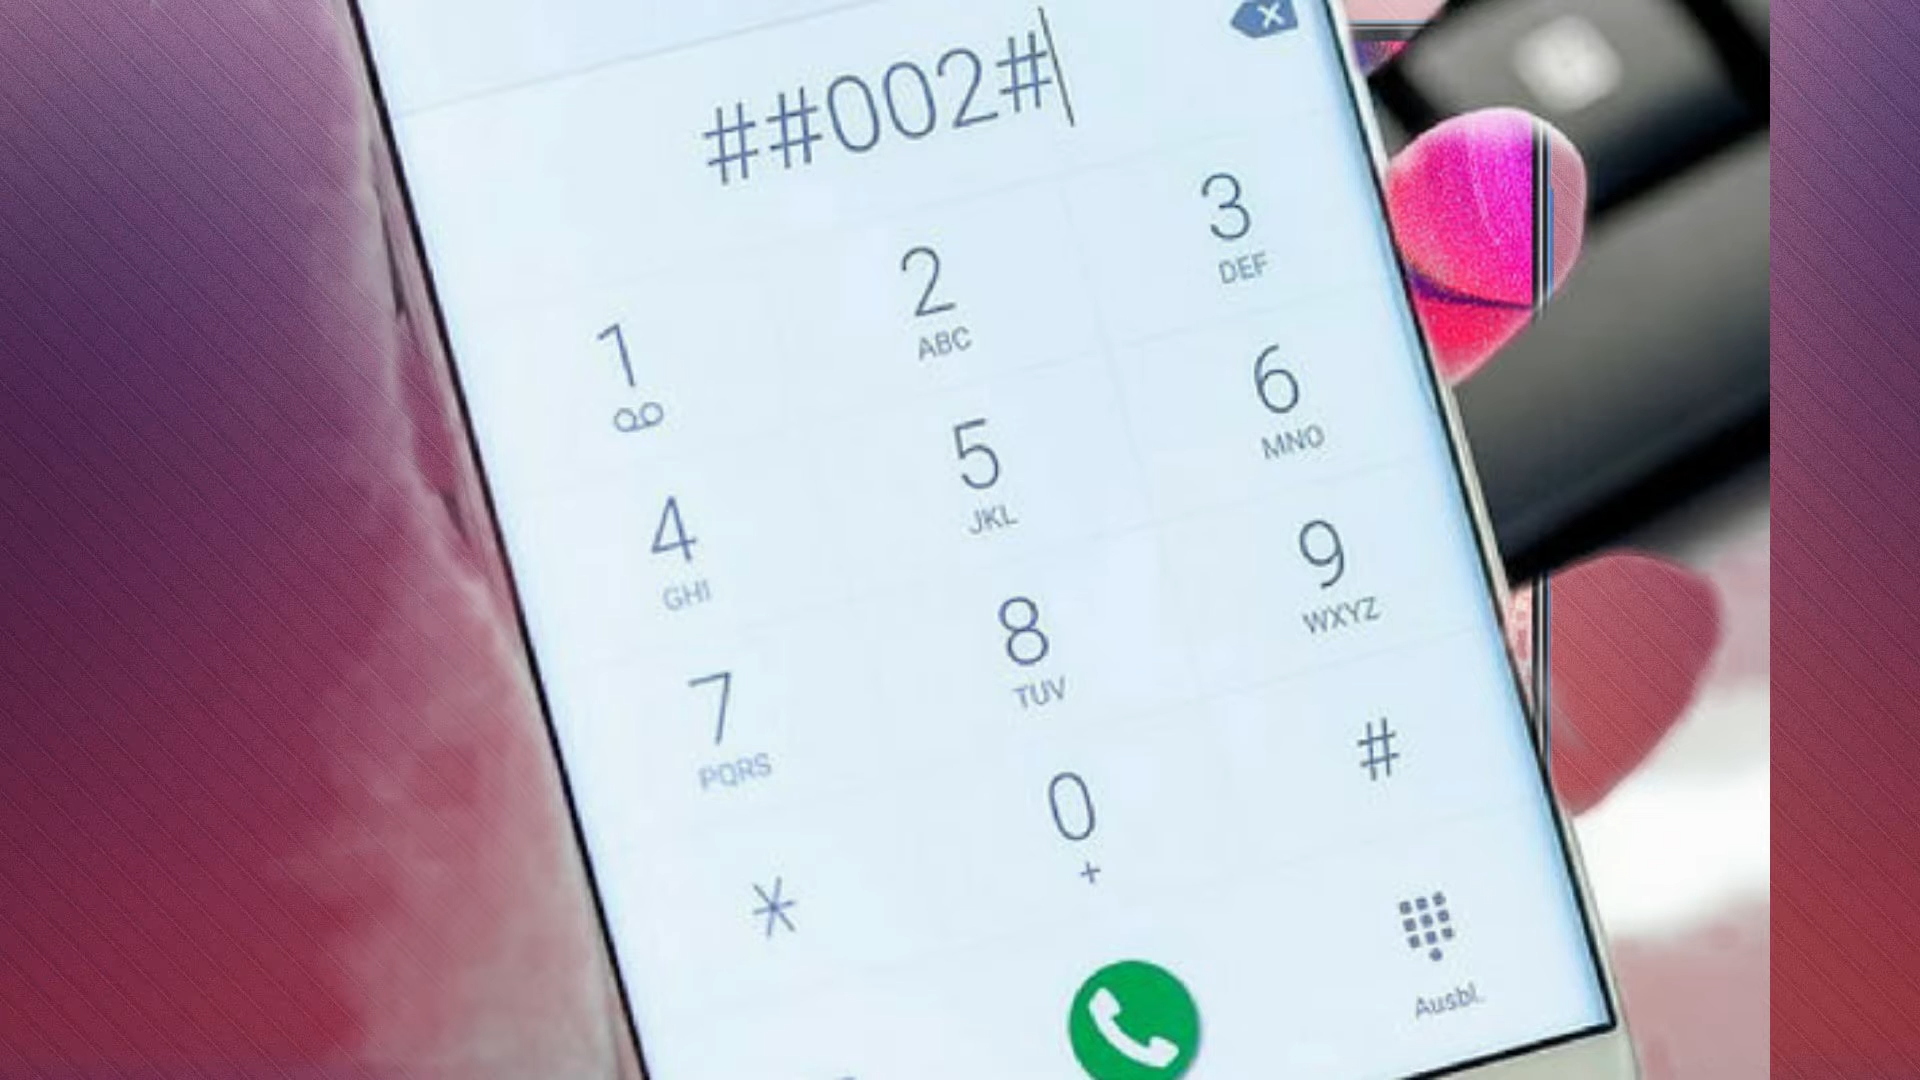 ##002#
1 2 3
ABC DEF
4 5 6
GHI JKL MNO
7 8 9
PQRS TUV WXYZ
* 0 #
+
Ausbl.